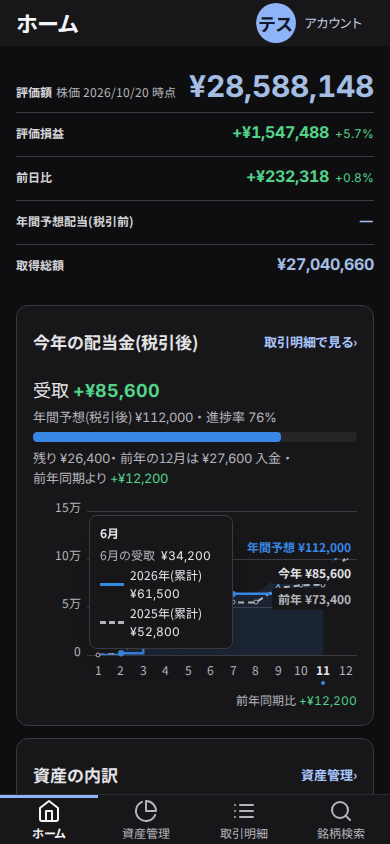 ホーム
テス アカウント
評価額 株価 2026/10/20 時点 ¥28,588,148
評価損益 +¥1,547,488 +5.7%
前日比 +¥232,318 +0.8%
年間予想配当(税引前) —
取得総額 ¥27,040,660
今年の配当金(税引後) 取引明細で見る›
受取 +¥85,600
年間予想(税引後) ¥112,000・進捗率 76%
残り ¥26,400・前年の12月は ¥27,600 入金・
前年同期より +¥12,200
15万
10万
5万
0
6月
6月の受取 ¥34,200
2026年(累計)
¥61,500
2025年(累計)
¥52,800
年間予想 ¥112,000
今年 ¥85,600
前年 ¥73,400
1 2 3 4 5 6 7 8 9 10 11 12
前年同期比 +¥12,200
資産の内訳 資産管理›
ホーム 資産管理 取引明細 銘柄検索